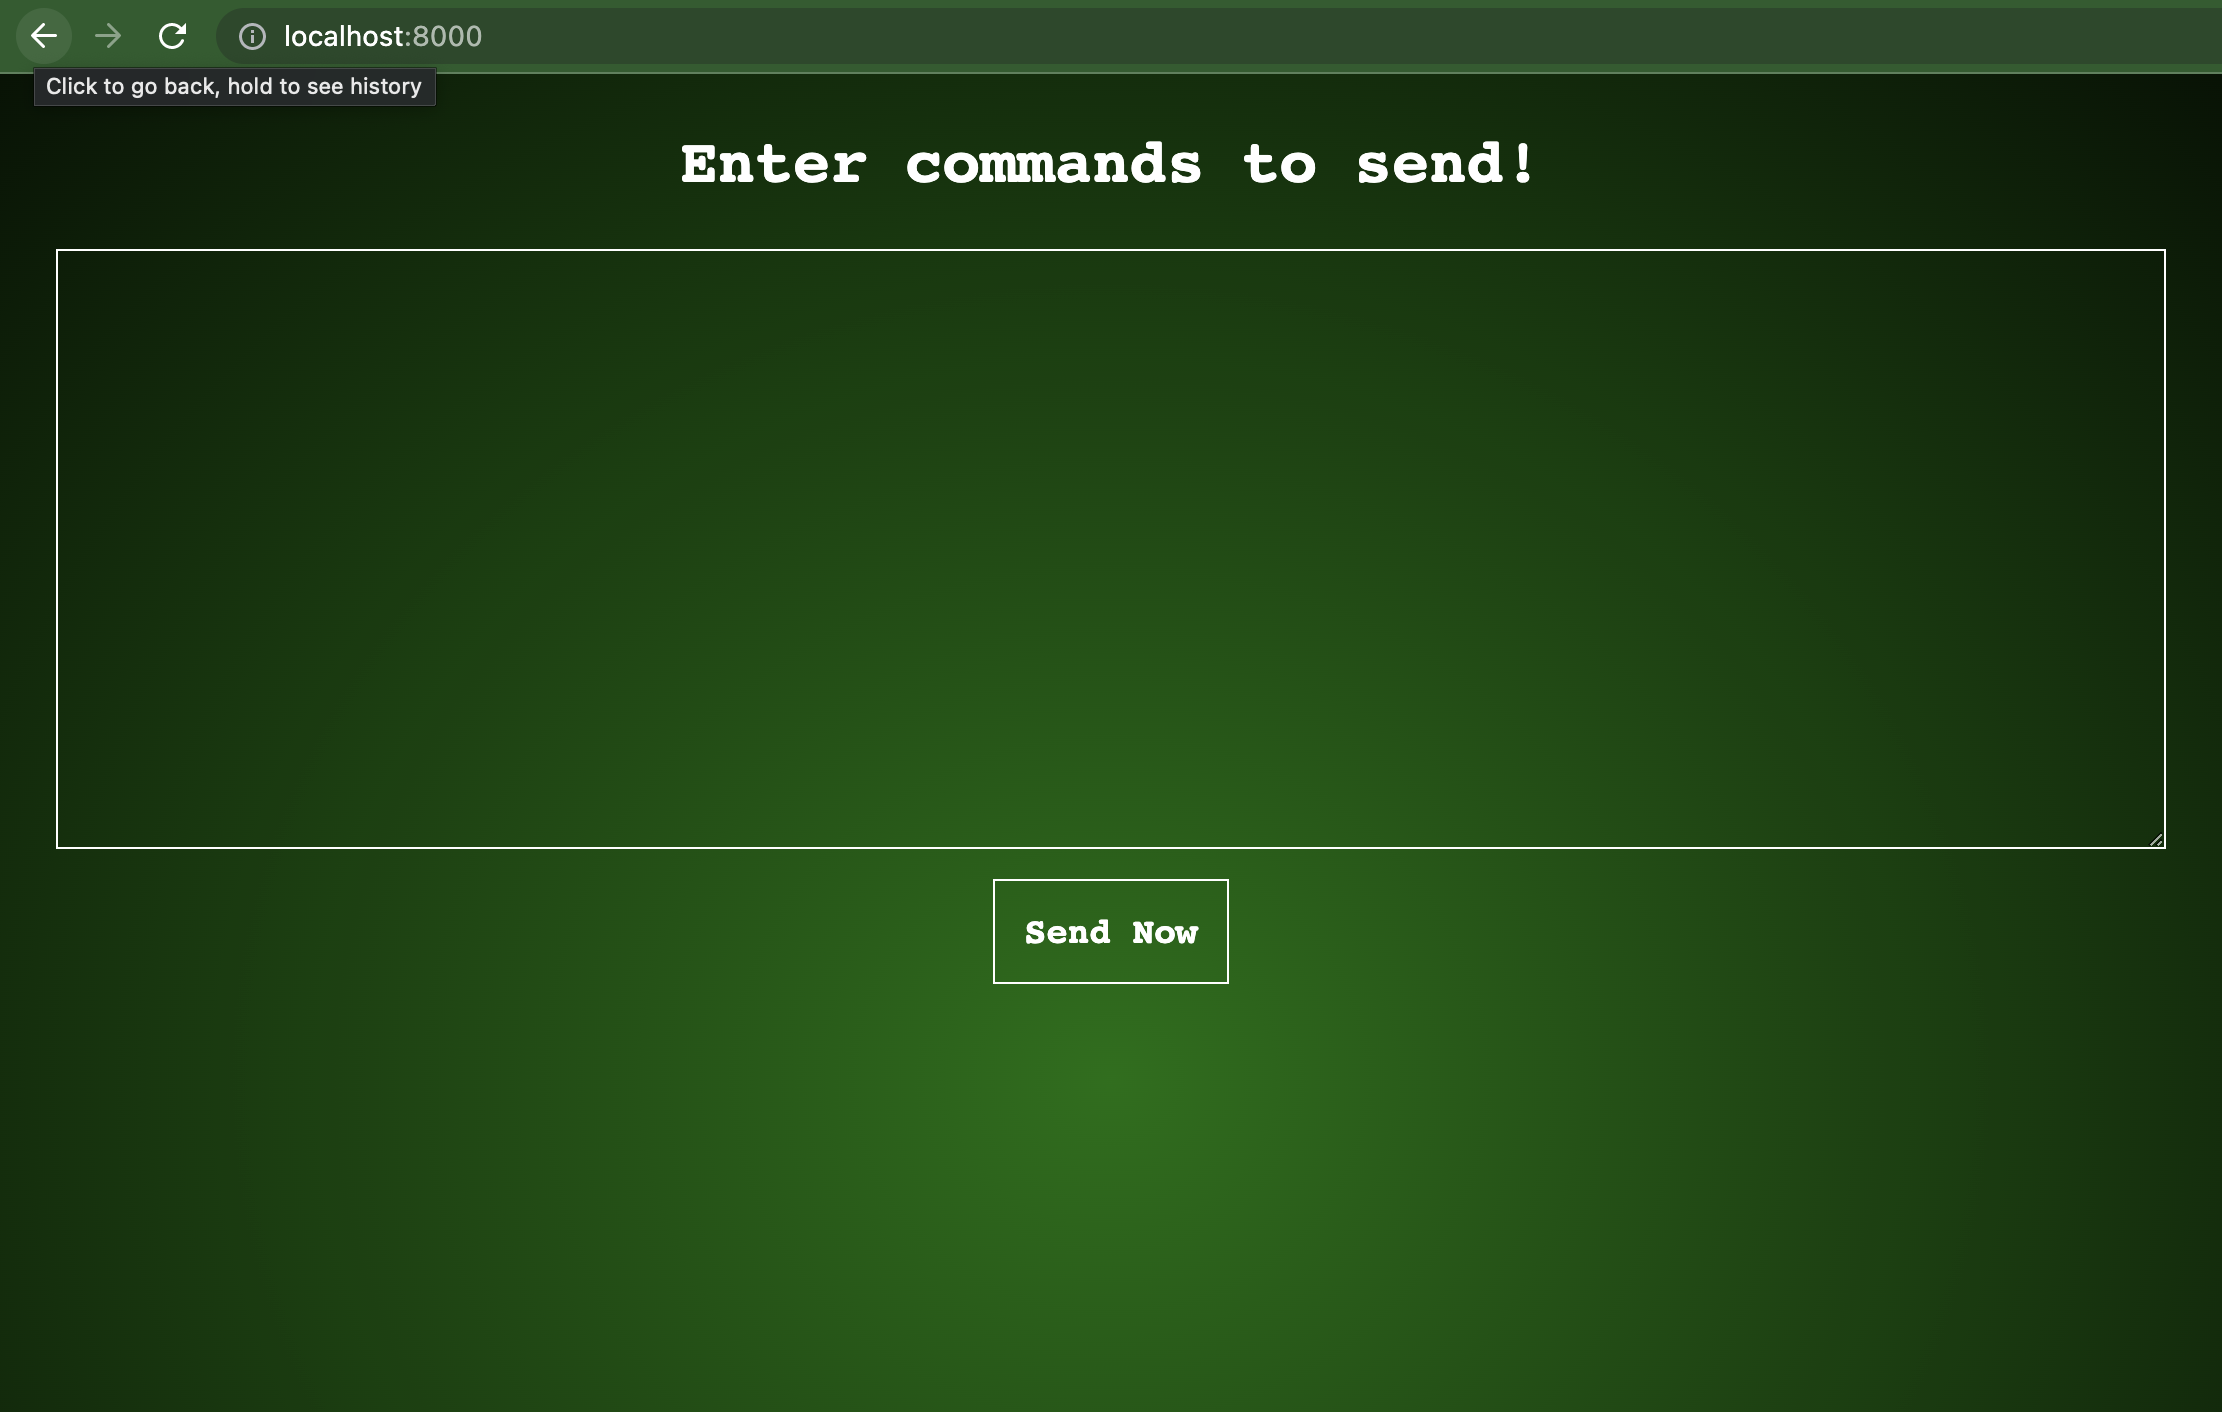 localhost:8000
Click to go back, hold to see history
Enter commands to send!
Send Now